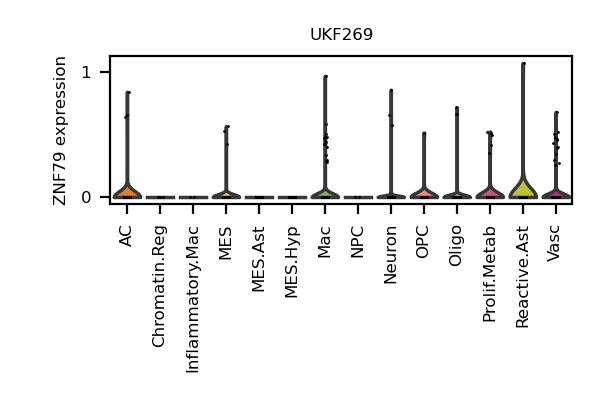 UKF269
ZNF79 expression
1
0
AC
Chromatin.Reg
Inflammatory.Mac
MES
MES.Ast
MES.Hyp
Mac
NPC
Neuron
OPC
Oligo
Prolif.Metab
Reactive.Ast
Vasc